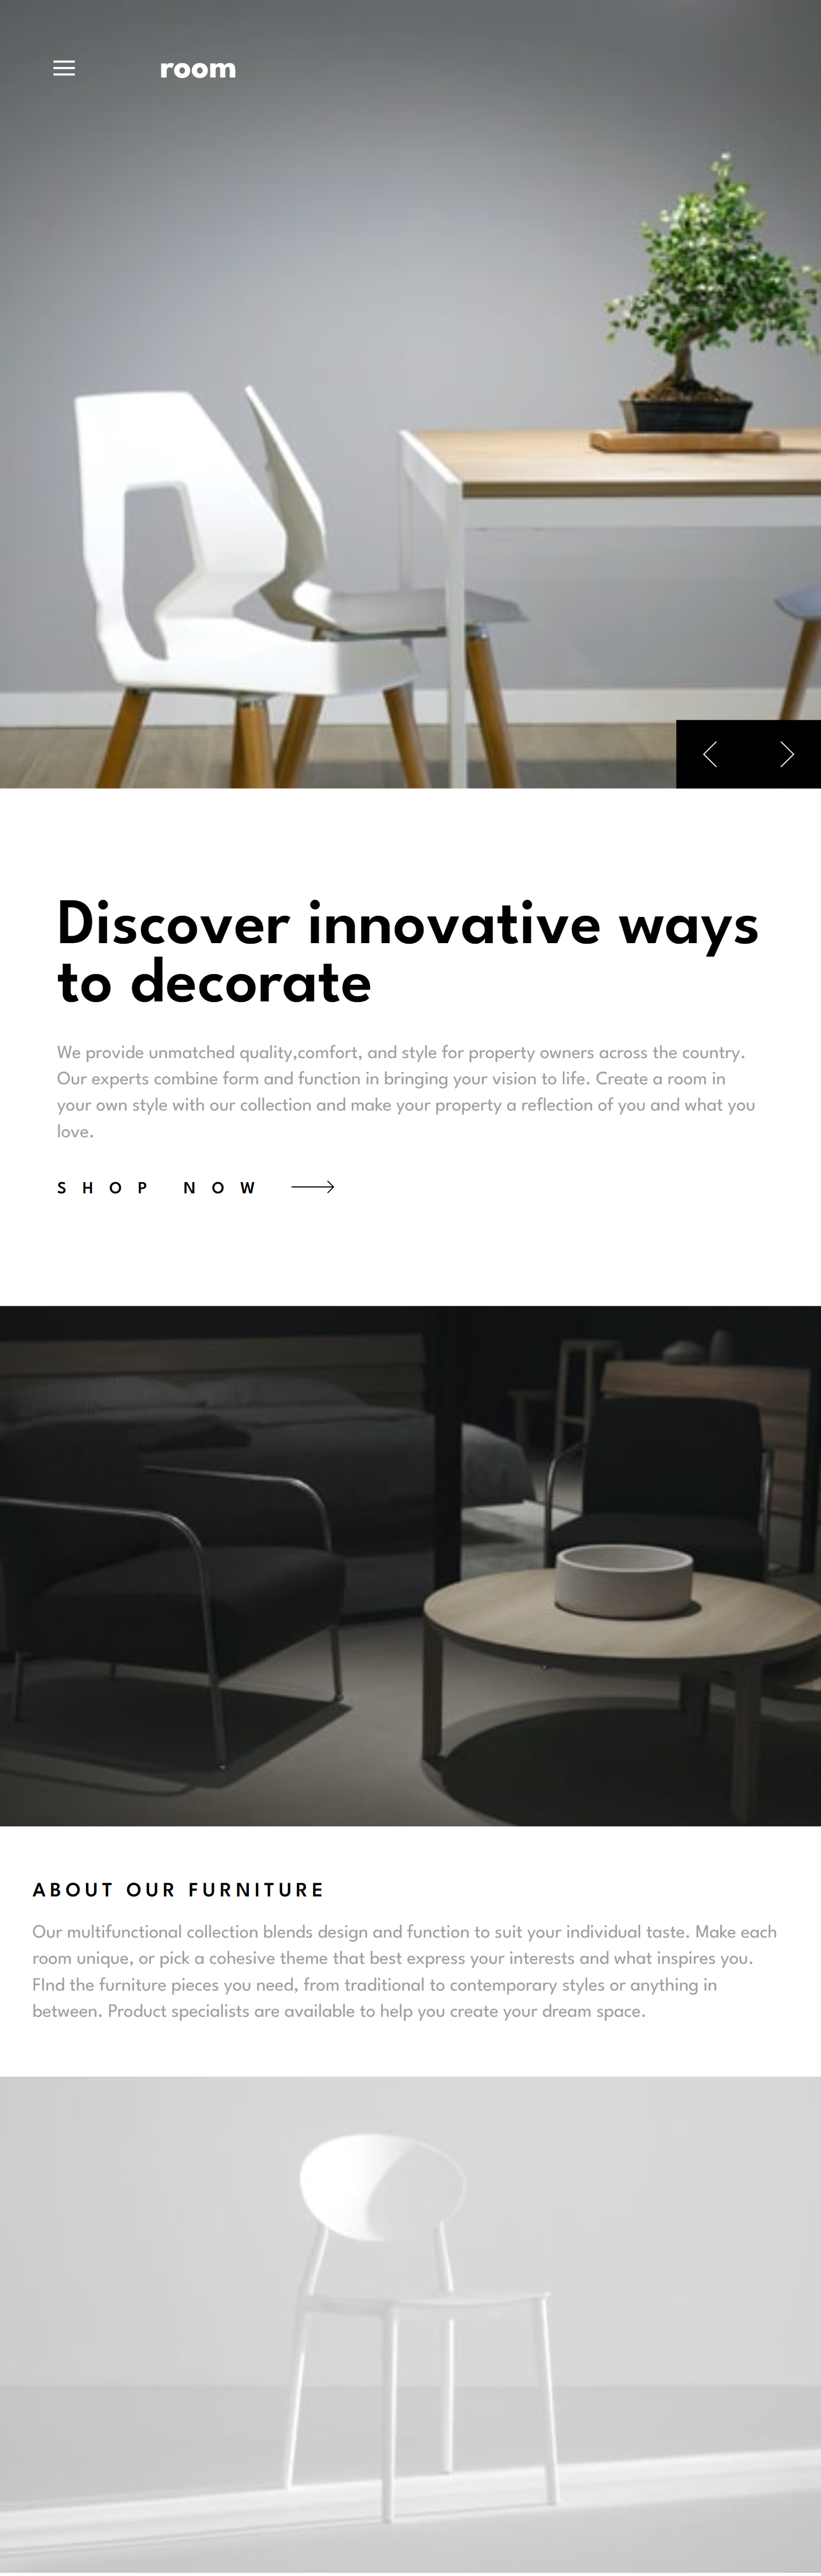 room
Discover innovative ways
to decorate
We provide unmatched quality,comfort, and style for property owners across the country.
Our experts combine form and function in bringing your vision to life. Create a room in
your own style with our collection and make your property a reflection of you and what you
love.
SHOP NOW
ABOUT OUR FURNITURE
Our multifunctional collection blends design and function to suit your individual taste. Make each
room unique, or pick a cohesive theme that best express your interests and what inspires you.
FInd the furniture pieces you need, from traditional to contemporary styles or anything in
between. Product specialists are available to help you create your dream space.